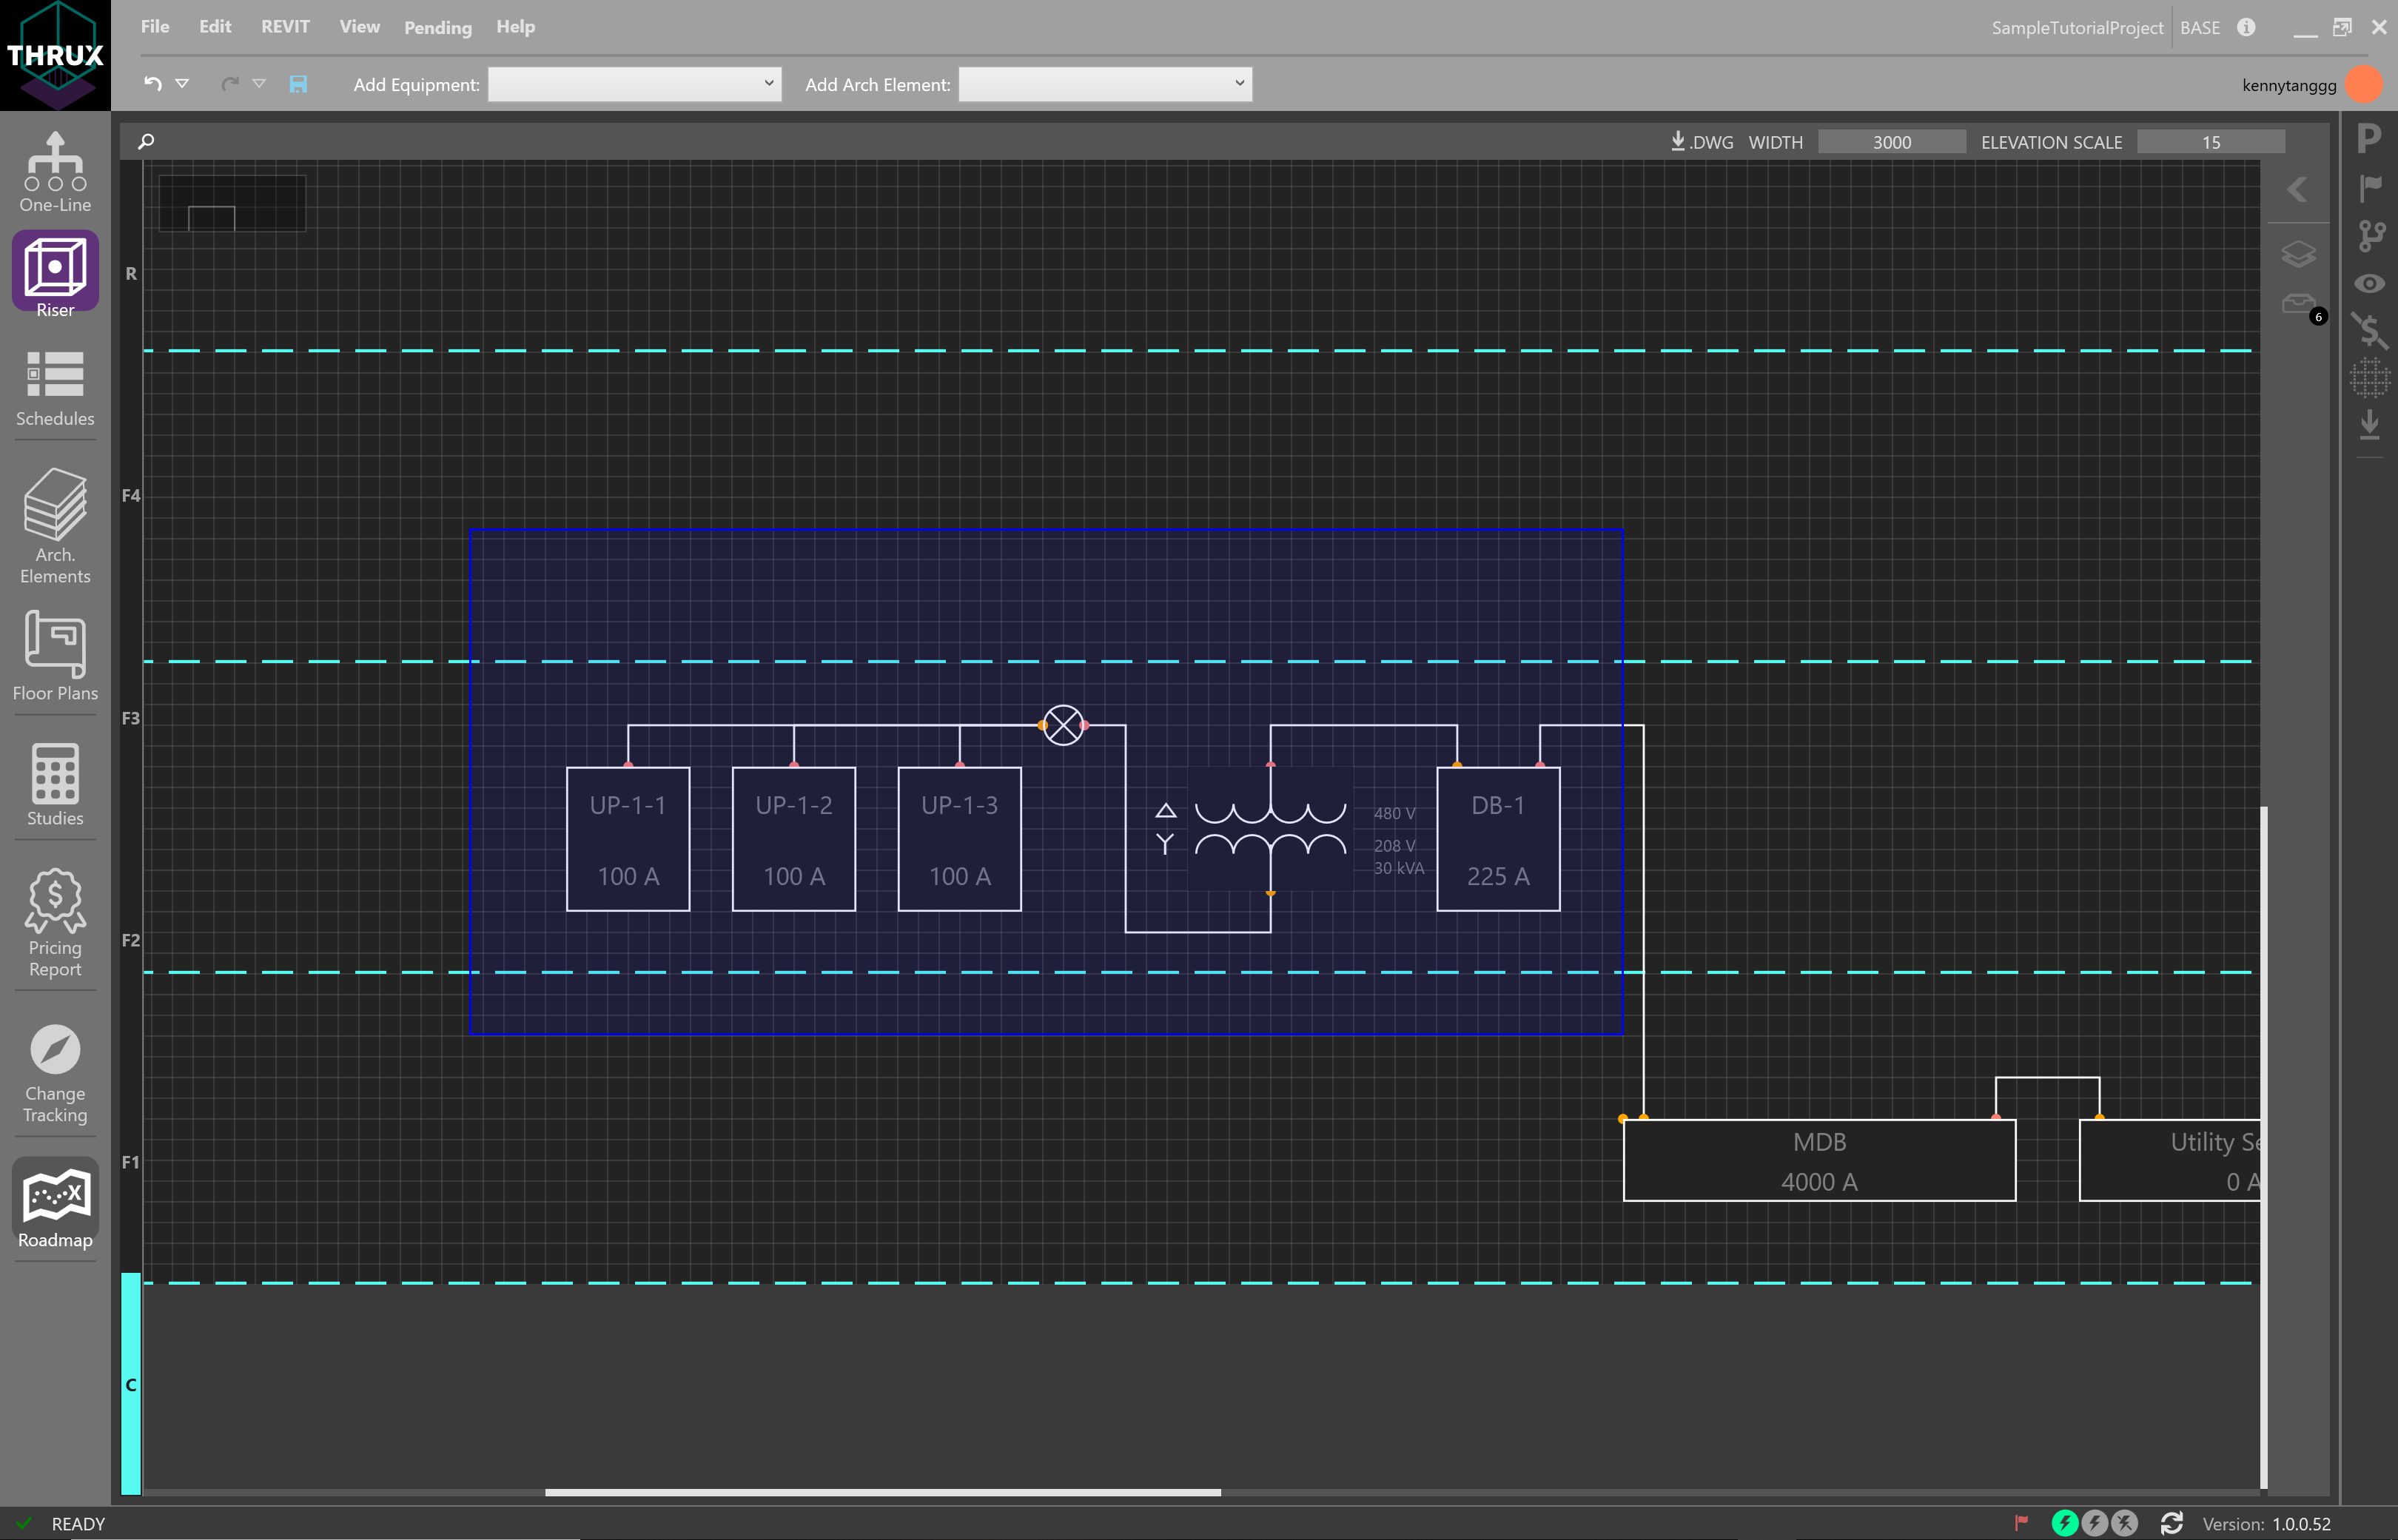 THRUX
File Edit REVIT View Pending Help
SampleTutorialProject BASE
Add Equipment: Add Arch Element:
kennytanggg
.DWG WIDTH 3000 ELEVATION SCALE 15
One-Line
Riser
Schedules
Arch.
Elements
Floor Plans
Studies
Pricing
Report
Change
Tracking
X
Roadmap
R
F4
F3
F2
F1
C
P
6
UP-1-1
100 A
UP-1-2
100 A
UP-1-3
100 A
480 V
208 V
30 kVA
DB-1
225 A
MDB
4000 A
Utility Se
0 A
READY
Version: 1.0.0.52